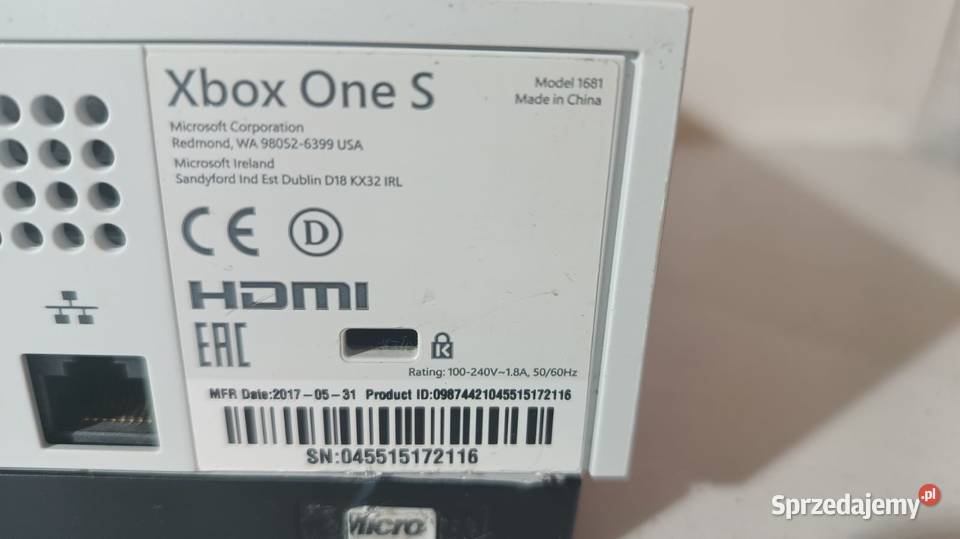 Xbox One S
Model 1681
Made in China
Microsoft Corporation
Redmond, WA 98052-6399 USA
Microsoft Ireland
Sandyford Ind Est Dublin D18 KX32 IRL
CE D
HDMI
EAC
K
Rating: 100-240V~1.8A, 50/60Hz
MFR Date:2017-05-31 Product ID:09874421045515172116
SN:045515172116
Micro
Sprzedajemy.pl